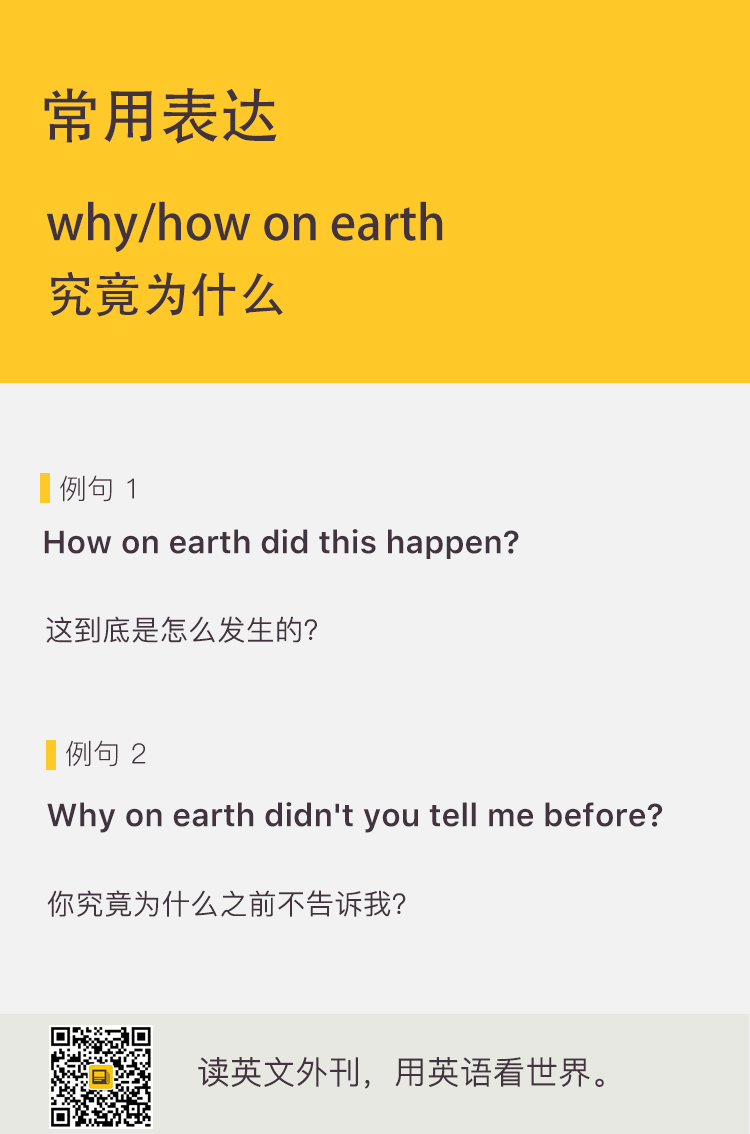 常用表达
why/how on earth
究竟为什么
例句 1
How on earth did this happen?
这到底是怎么发生的?
例句 2
Why on earth didn't you tell me before?
你究竟为什么之前不告诉我?
读英文外刊，用英语看世界。